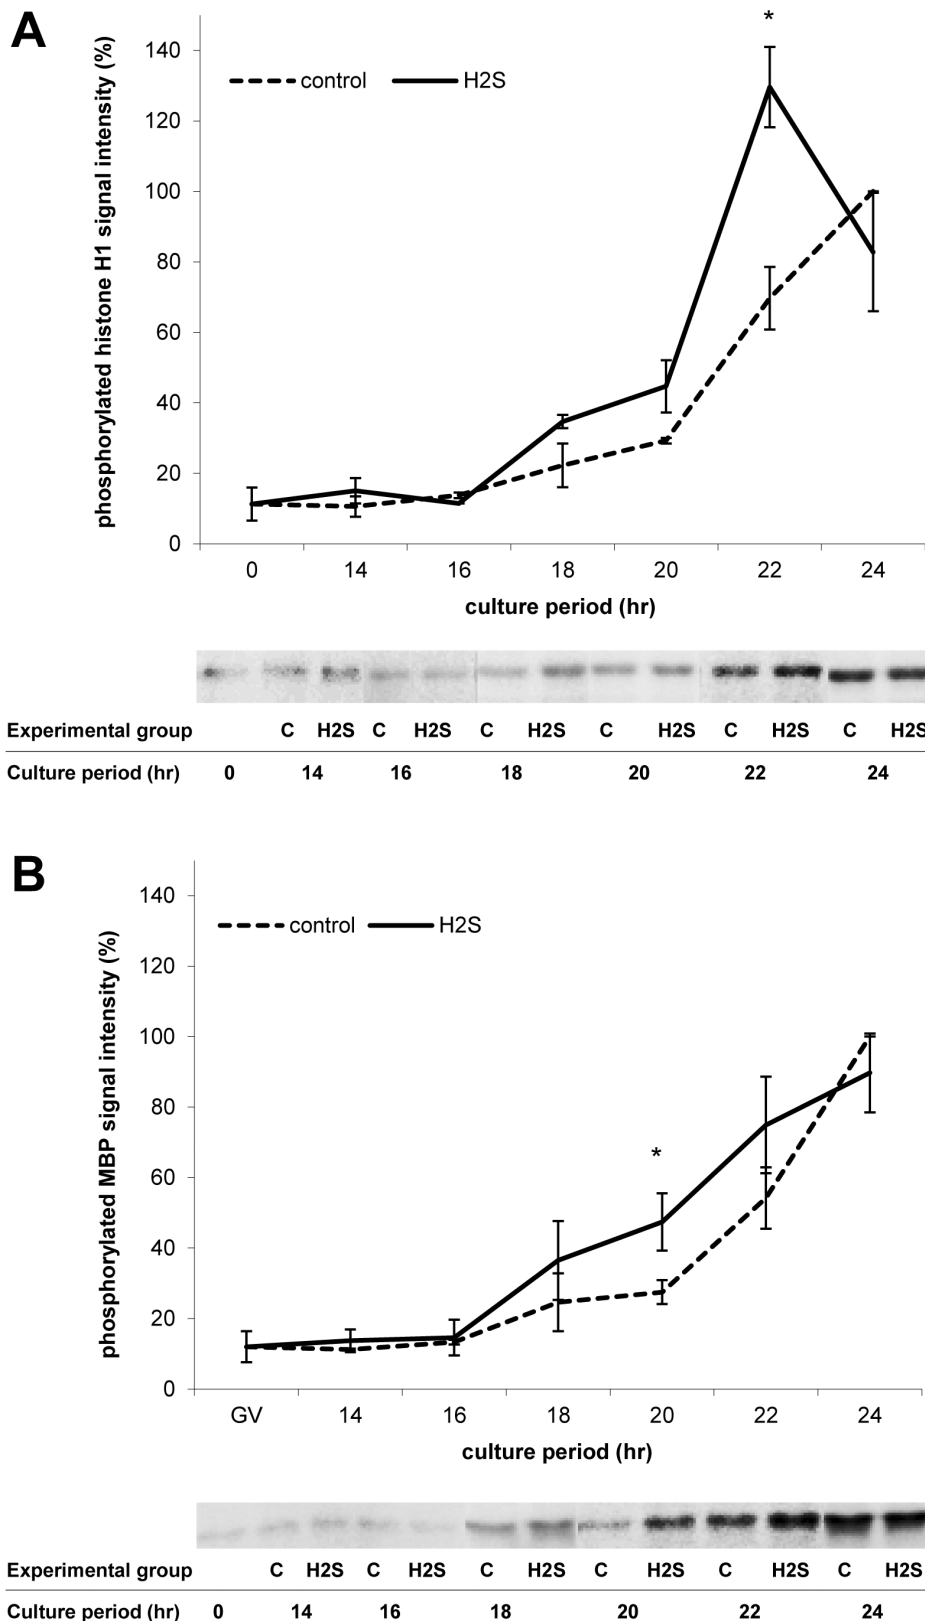 A
phosphorylated histone H1 signal intensity (%)
*
140
control H2S
120
100
80
60
40
20
0
0 14 16 18 20 22 24
culture period (hr)
Experimental group C H2S C H2S C H2S C H2S C H2S C H2S
Culture period (hr) 0 14 16 18 20 22 24
B
phosphorylated MBP signal intensity (%)
140
control H2S
120
100
80
*
60
40
20
0
GV 14 16 18 20 22 24
culture period (hr)
Experimental group C H2S C H2S C H2S C H2S C H2S C H2S
Culture period (hr) 0 14 16 18 20 22 24